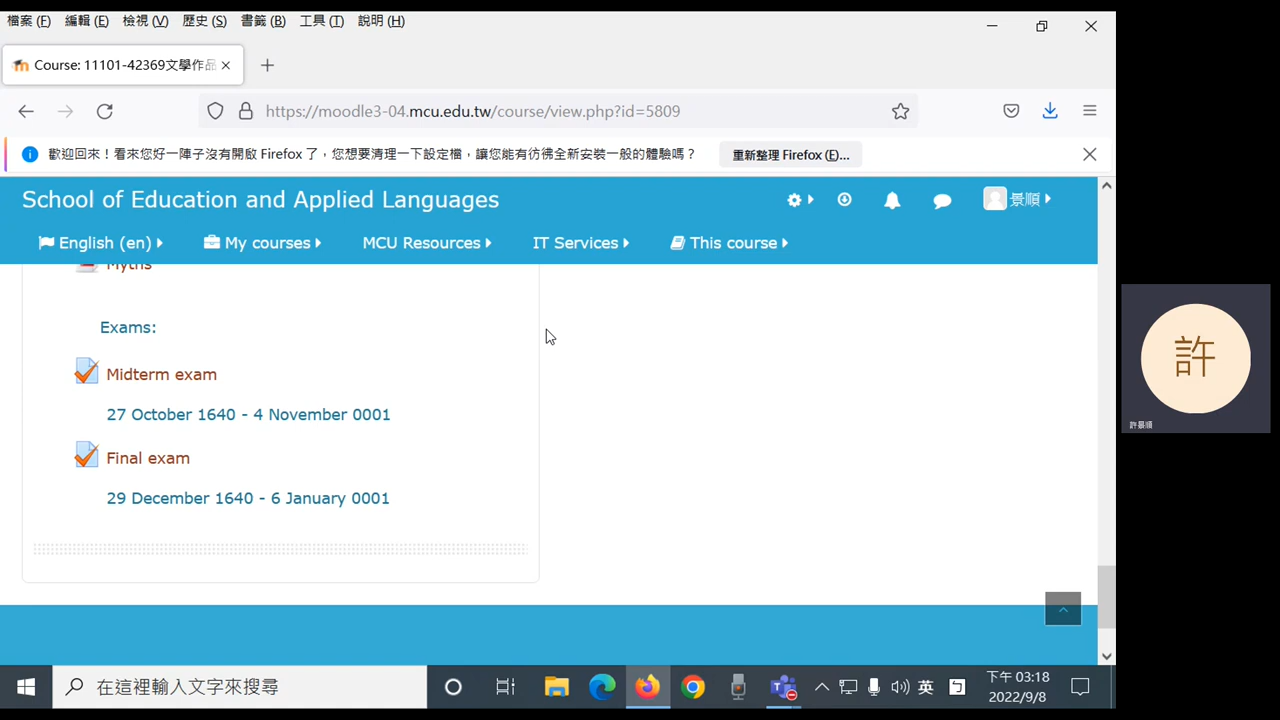 檔案 (F) 編輯 (E) 檢視 (V) 歷史 (S) 書籤 (B) 工具 (T) 說明 (H)
Course: 11101-42369文學作品
https://moodle3-04.mcu.edu.tw/course/view.php?id=5809
歡迎回來！看來您好一陣子沒有開啟 Firefox 了，您想要清理一下設定檔，讓您能有彷彿全新安裝一般的體驗嗎？ 重新整理 Firefox (E)...
School of Education and Applied Languages 景順
English (en) My courses MCU Resources IT Services This course
Myths
Exams:
Midterm exam
27 October 1640 - 4 November 0001
Final exam
29 December 1640 - 6 January 0001
許
許景順
在這裡輸入文字來搜尋
英
下午 03:18
2022/9/8